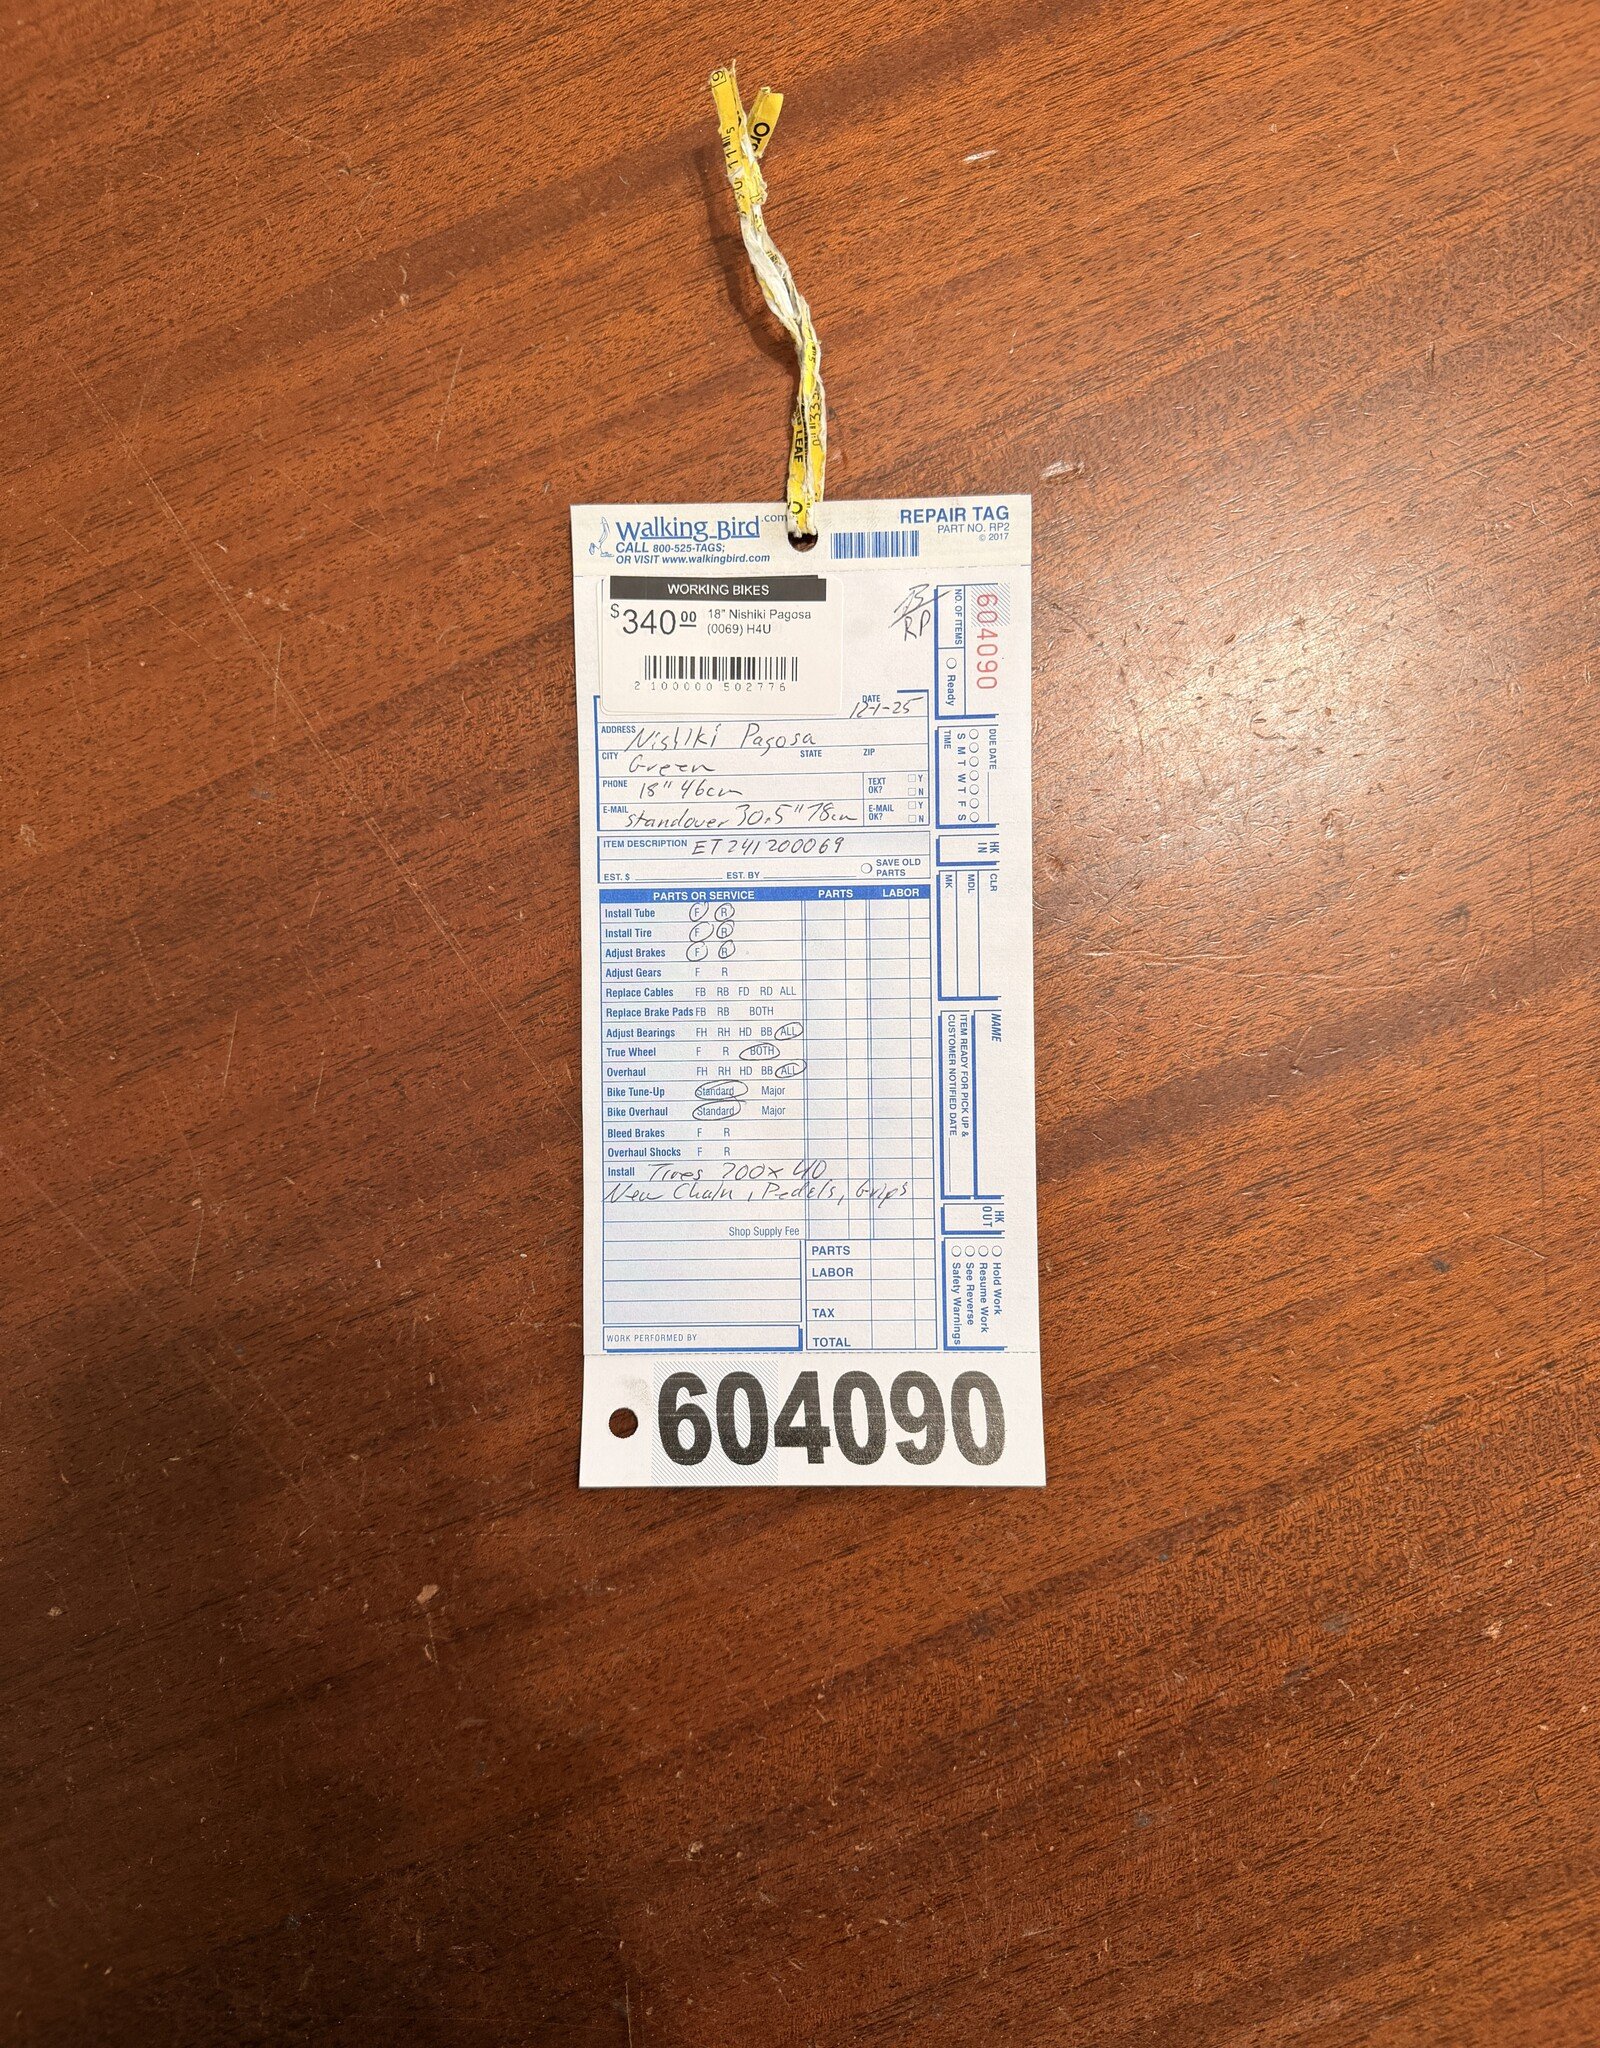 Walking Bird.com
CALL 800-525-TAGS;
OR VISIT www.walkingbird.com
REPAIR TAG
PART NO. RP2
© 2017
WORKING BIKES
$340.00 18" Nishiki Pagosa
(0069) H4U
2 100000 502776
RP
604090
NO. OF ITEMS
Ready
DATE 12-1-25
ADDRESS Nishiki Pagosa
CITY Green STATE ZIP
PHONE 18" 46cm TEXT OK? Y N
E-MAIL standover 30.5" 78cm E-MAIL OK? Y N
ITEM DESCRIPTION ET241200069
EST. $ EST. BY SAVE OLD PARTS
PARTS OR SERVICE PARTS LABOR
Install Tube F R
Install Tire F R
Adjust Brakes F R
Adjust Gears F R
Replace Cables FB RB FD RD ALL
Replace Brake Pads FB RB BOTH
Adjust Bearings FH RH HD BB ALL
True Wheel F R BOTH
Overhaul FH RH HD BB ALL
Bike Tune-Up Standard Major
Bike Overhaul Standard Major
Bleed Brakes F R
Overhaul Shocks F R
Install Tires 700x40
New Chain, Pedals, Grips
Shop Supply Fee
PARTS
LABOR
TAX
WORK PERFORMED BY
TOTAL
DUE DATE
S M T W T F S
TIME
HK IN
CLR
MDL
MK
NAME
ITEM READY FOR PICK UP &
CUSTOMER NOTIFIED DATE
HK OUT
Hold Work
Resume Work
See Reverse
Safety Warnings
604090
LEAF